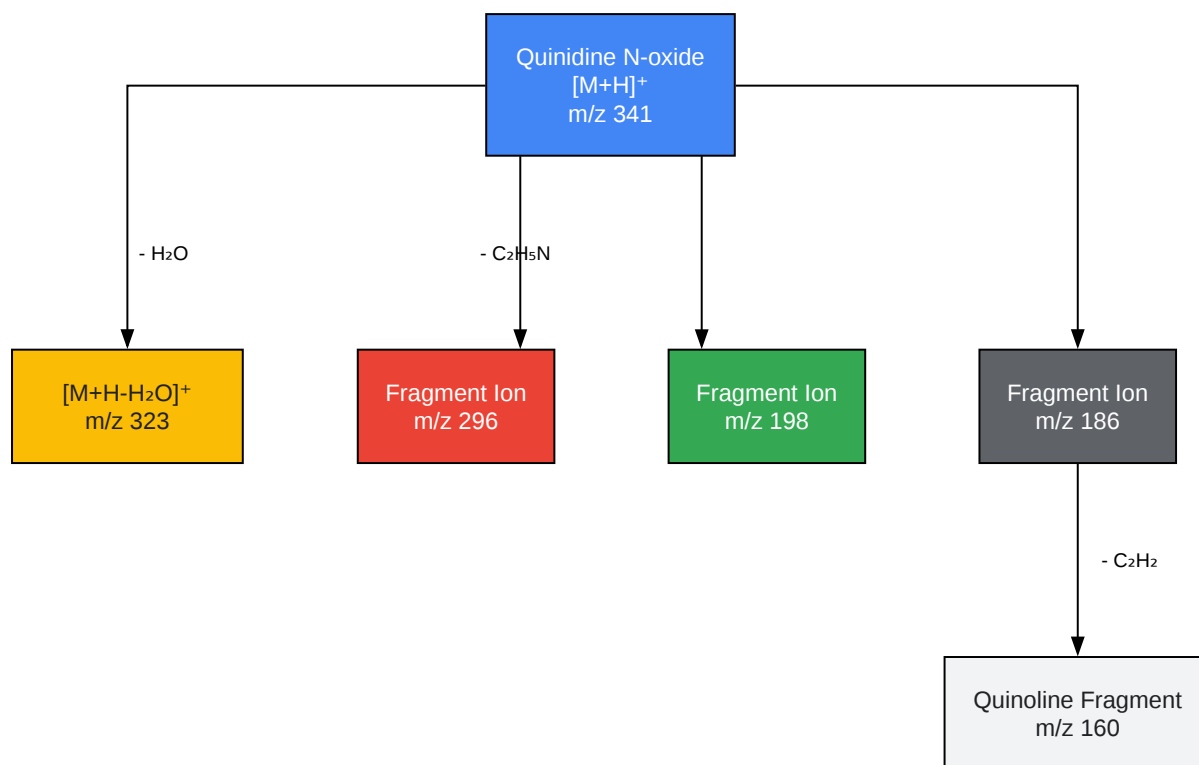 Quinidine N-oxide
[M+H]⁺
m/z 341
- H₂O
- C₂H₅N
[M+H-H₂O]⁺
m/z 323
Fragment Ion
m/z 296
Fragment Ion
m/z 198
Fragment Ion
m/z 186
- C₂H₂
Quinoline Fragment
m/z 160